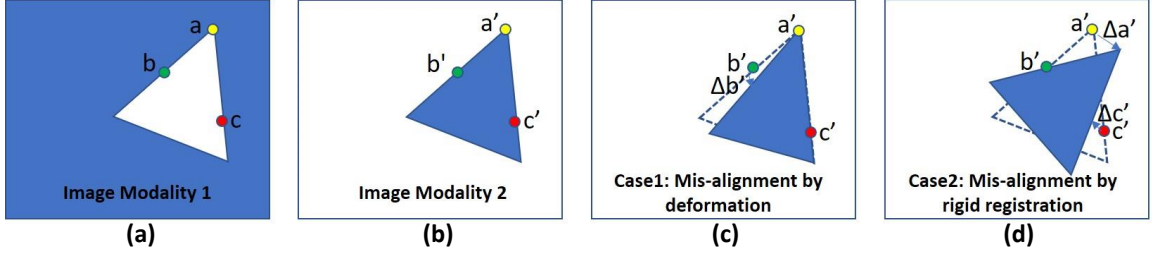 a
b
c
Image Modality 1
(a)
a’
b'
c’
Image Modality 2
(b)
a’
b’
Δb’
c’
Case1: Mis-alignment by
deformation
(c)
a’
Δa’
b’
Δc’
c’
Case2: Mis-alignment by
rigid registration
(d)